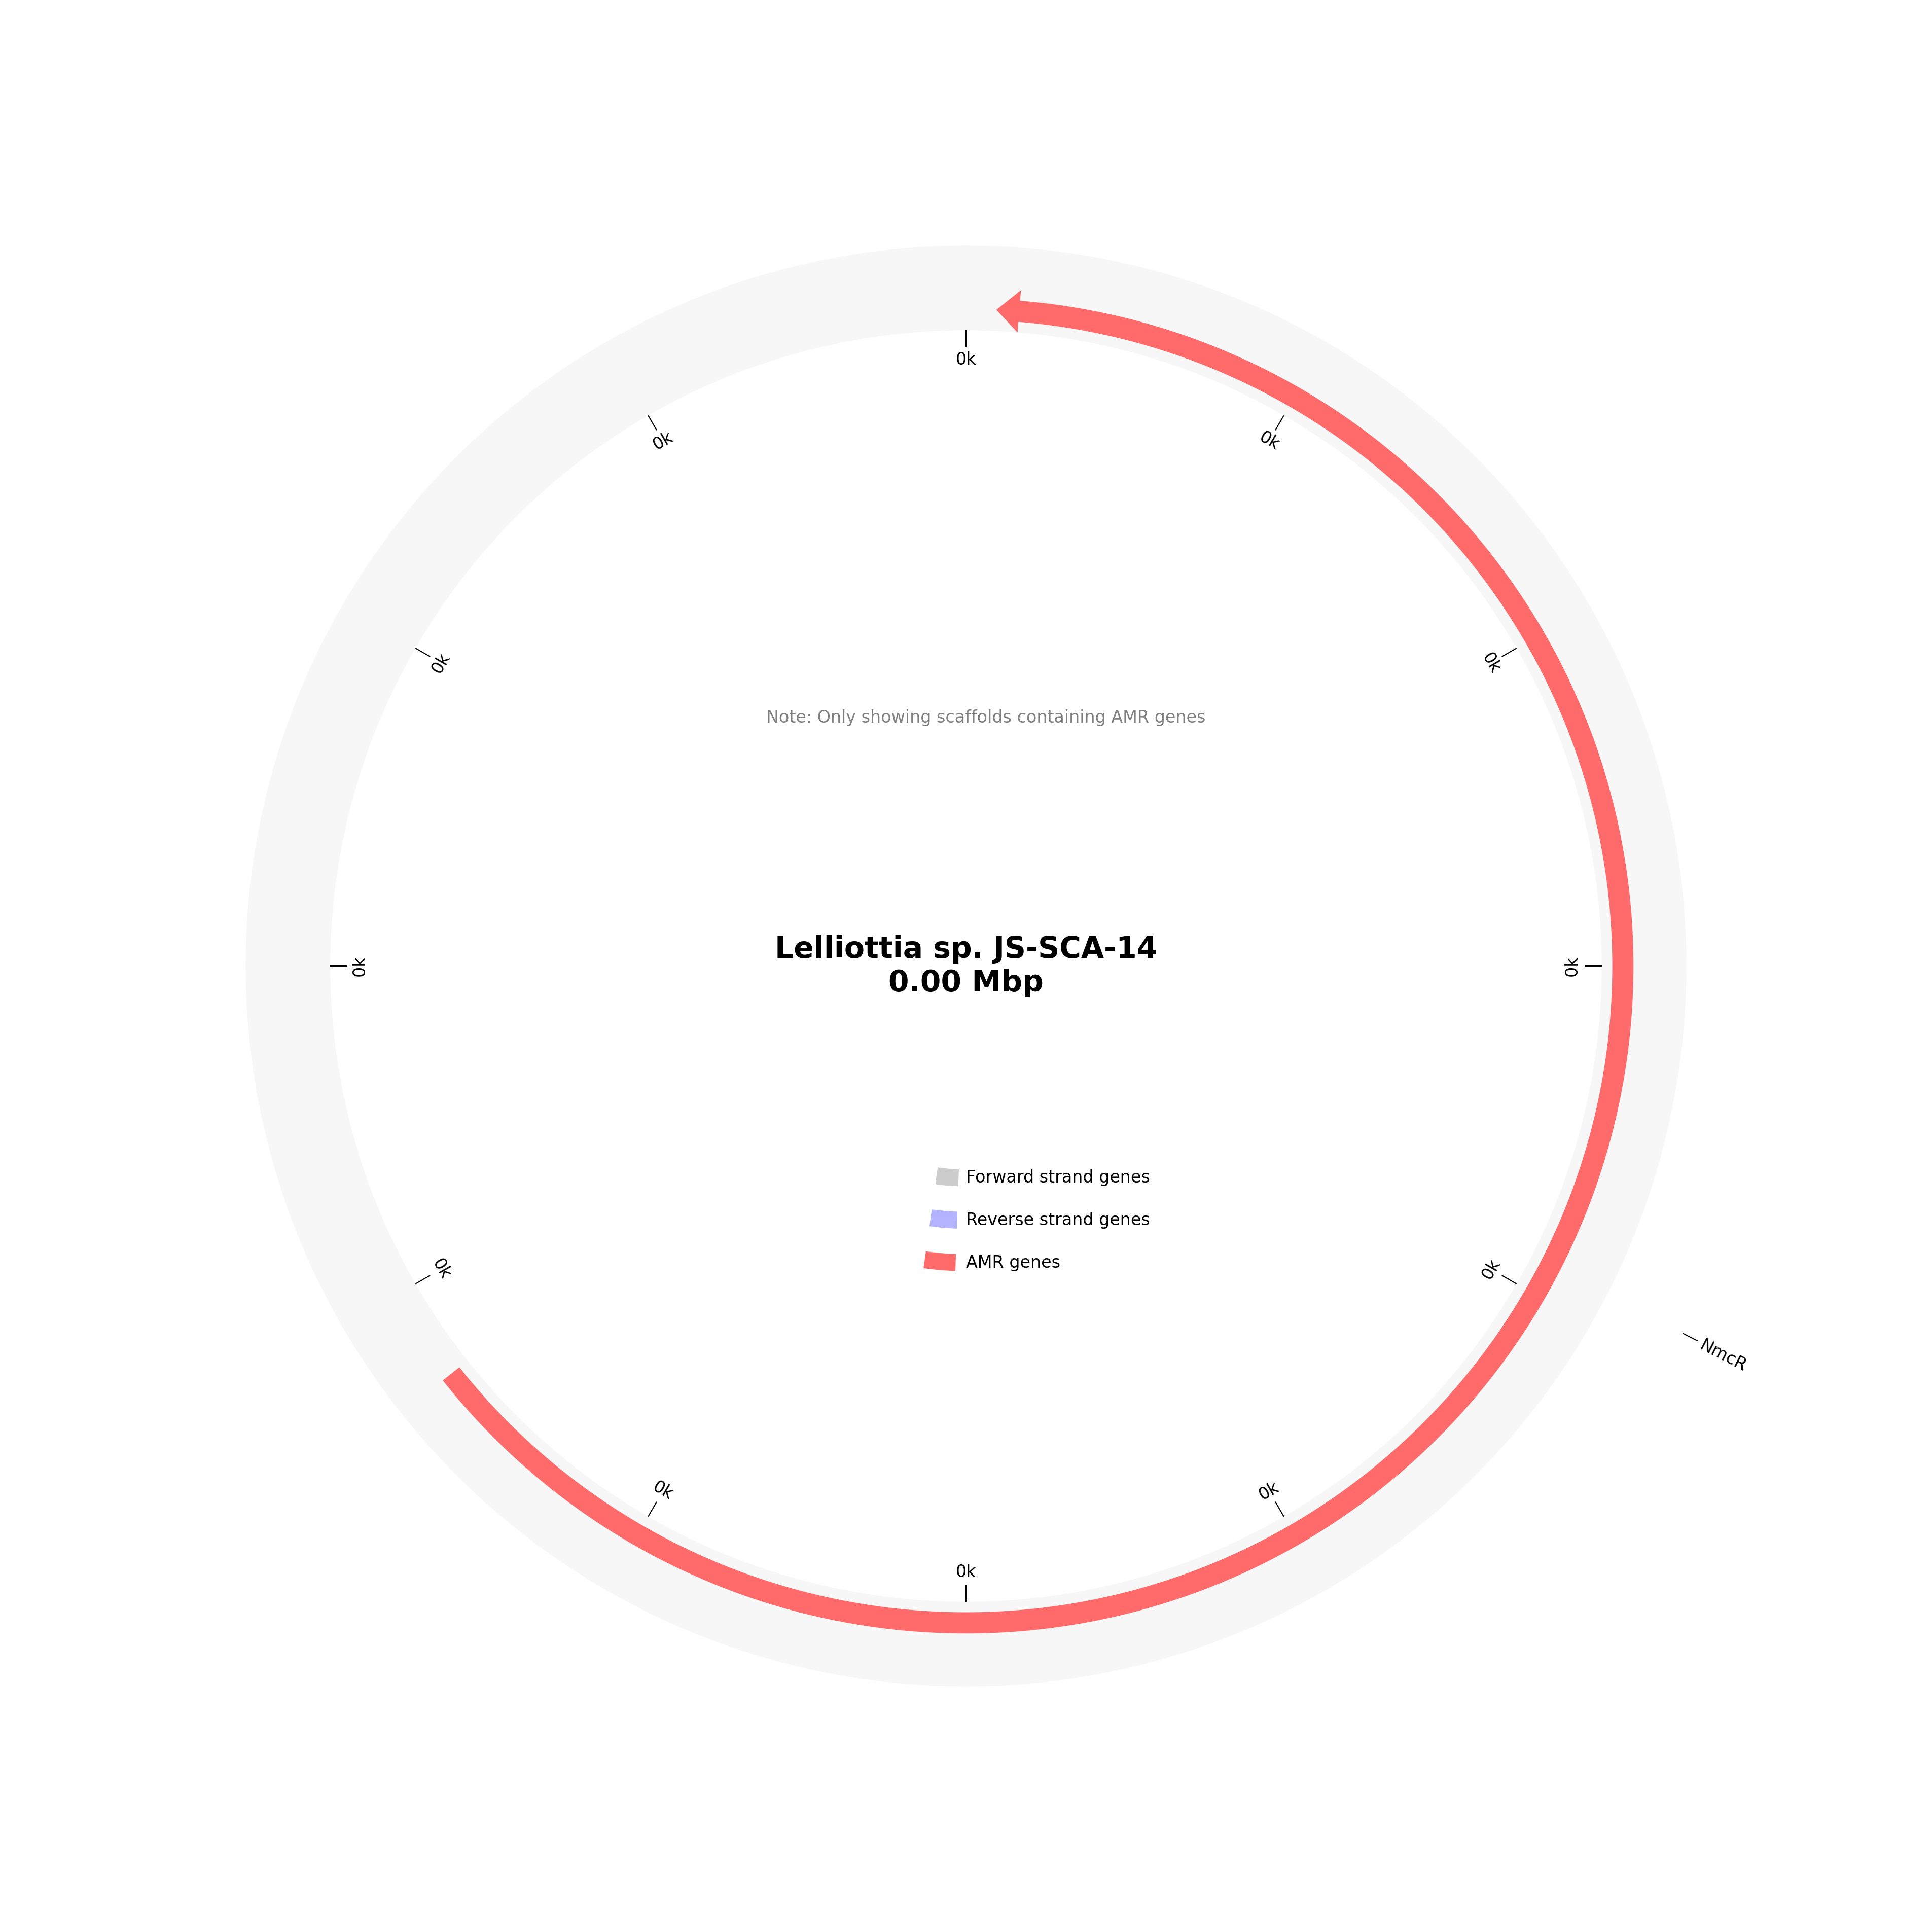 0k
0k
0k
0k
0k
0k
0k
Note: Only showing scaffolds containing AMR genes
Lelliottia sp. JS-SCA-14
0.00 Mbp
Forward strand genes
Reverse strand genes
AMR genes
0k
0k
NmcR
0k
0k
0k